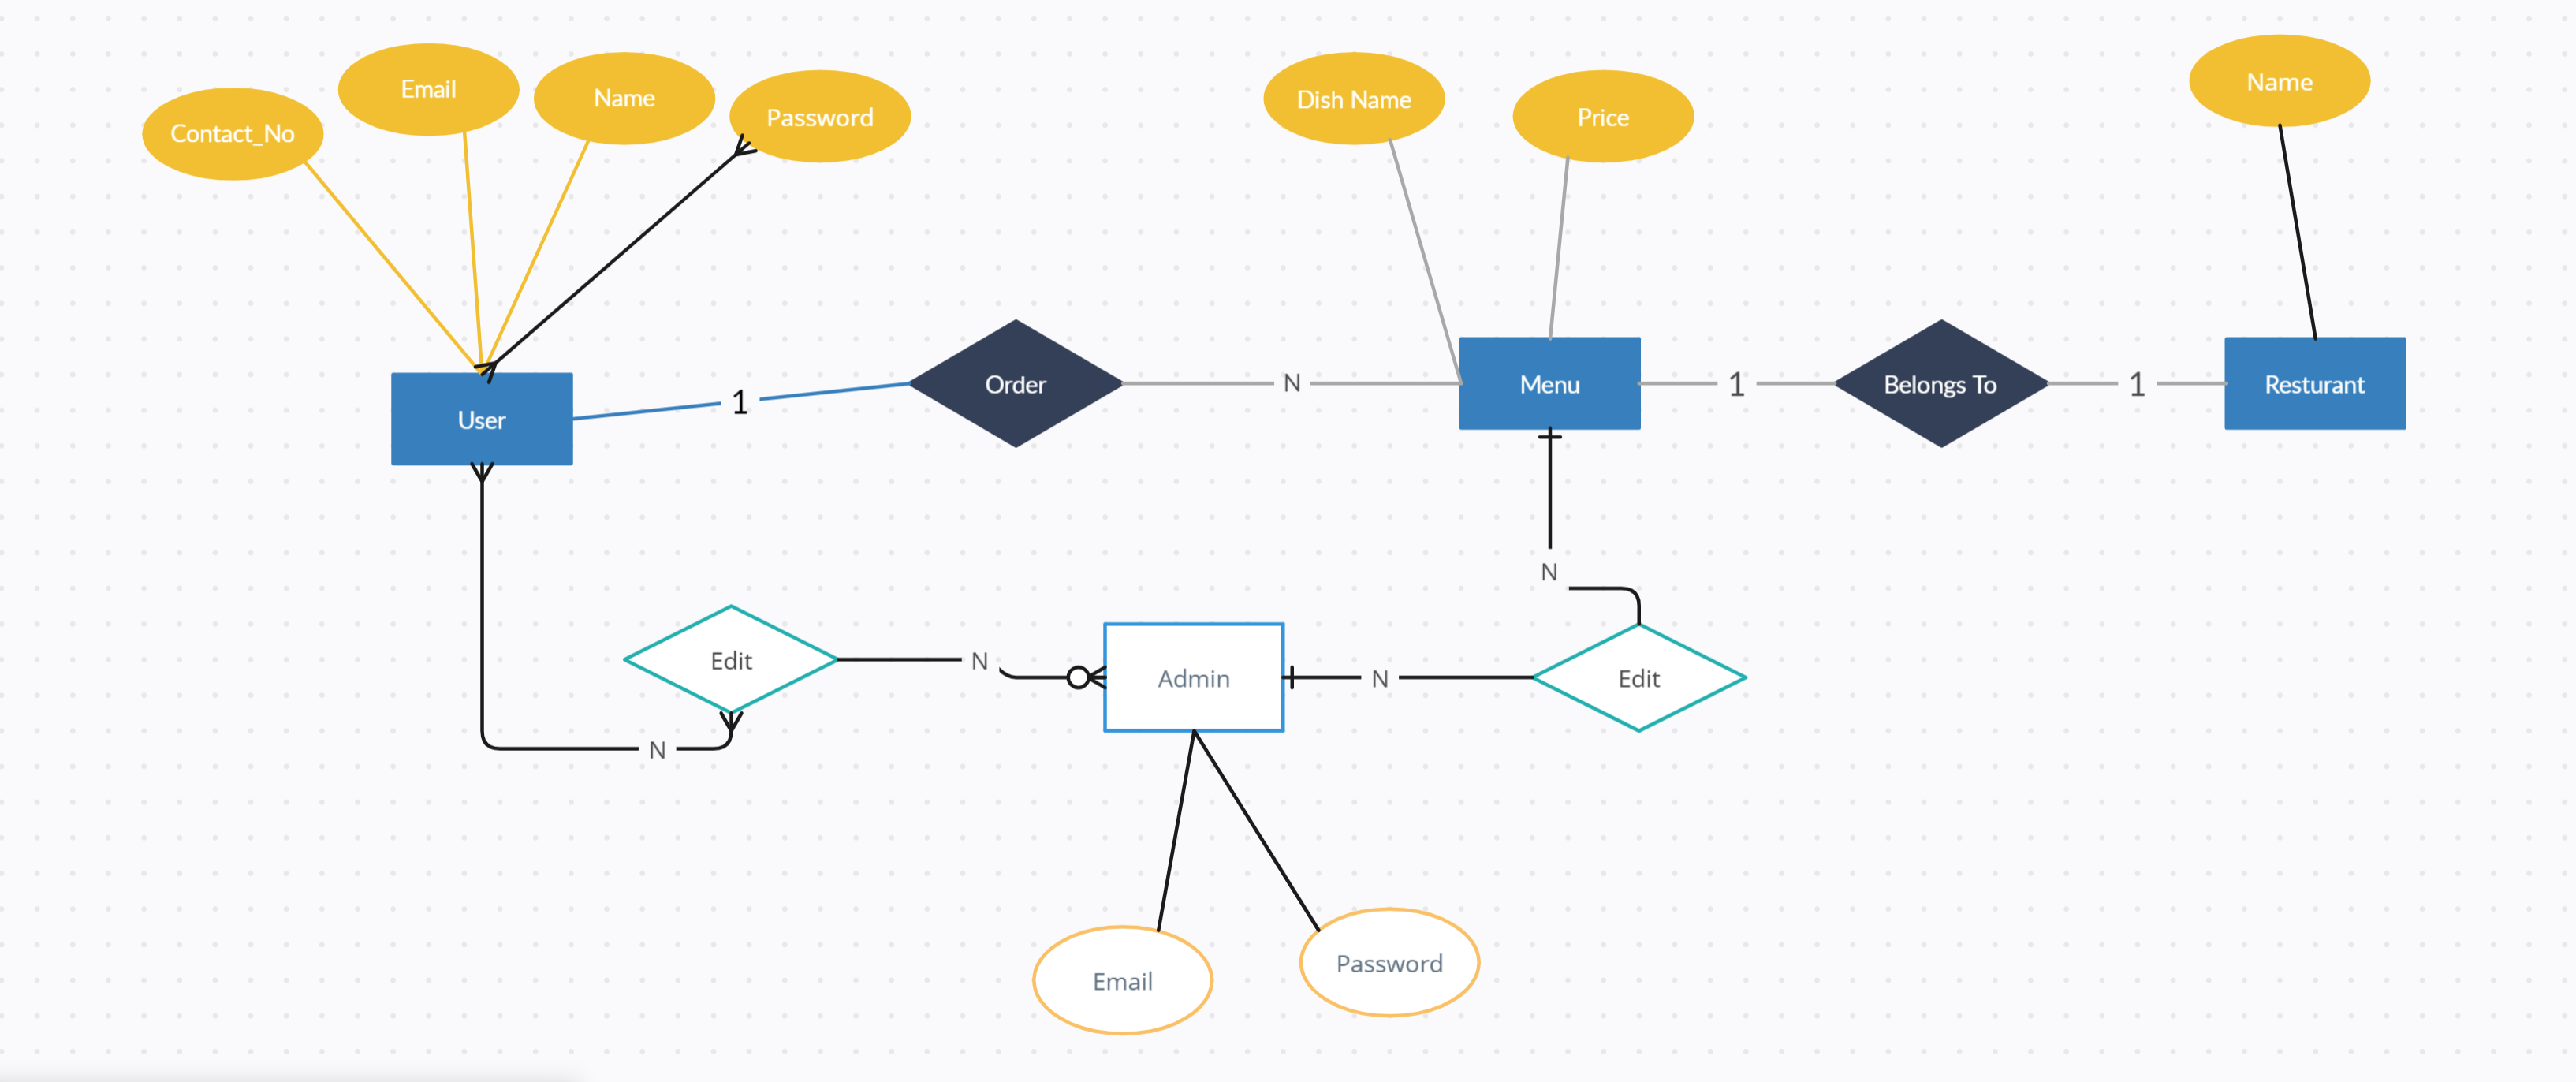 Contact_No
Email
Name
Password
Dish Name
Price
Name
User
1
Order
N
Menu
1
Belongs To
1
Resturant
N
Edit
N
Admin
N
Edit
N
Email
Password